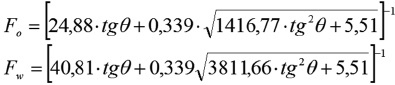 F_o = [24,88·tgθ+0,339·√(1416,77·tg²θ+5,51)]⁻¹
F_w = [40,81·tgθ+0,339√(3811,66·tg²θ+5,51)]⁻¹